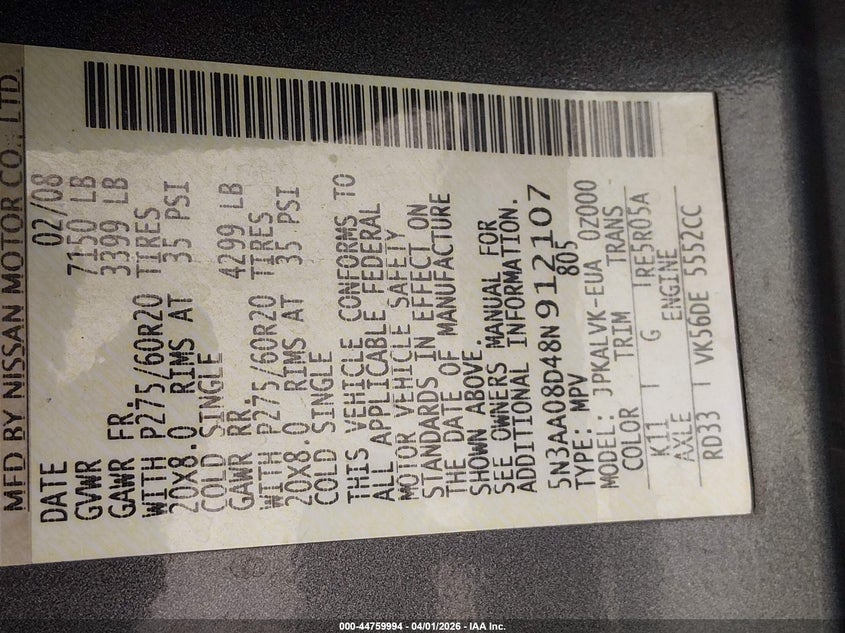 MFD BY NISSAN MOTOR CO., LTD.
DATE 02/08
GVWR 7150 LB
GAWR FR. 3399 LB
WITH P275/60R20 TIRES
20X8.0 RIMS AT 35 PSI
COLD SINGLE
GAWR RR. 4299 LB
WITH P275/60R20 TIRES
20X8.0 RIMS AT 35 PSI
COLD SINGLE
THIS VEHICLE CONFORMS TO
ALL APPLICABLE FEDERAL
MOTOR VEHICLE SAFETY
STANDARDS IN EFFECT ON
THE DATE OF MANUFACTURE
SHOWN ABOVE.
SEE OWNERS MANUAL FOR
ADDITIONAL INFORMATION.
5N3AA08D48N912107
TYPE: MPV 805
MODEL: JPKALVK-EUA 0Z000
COLOR TRIM TRANS
K11 G RE5R05A
AXLE ENGINE
RD33 VK56DE 5552CC
000-44759994 - 04/01/2026 - IAA Inc.